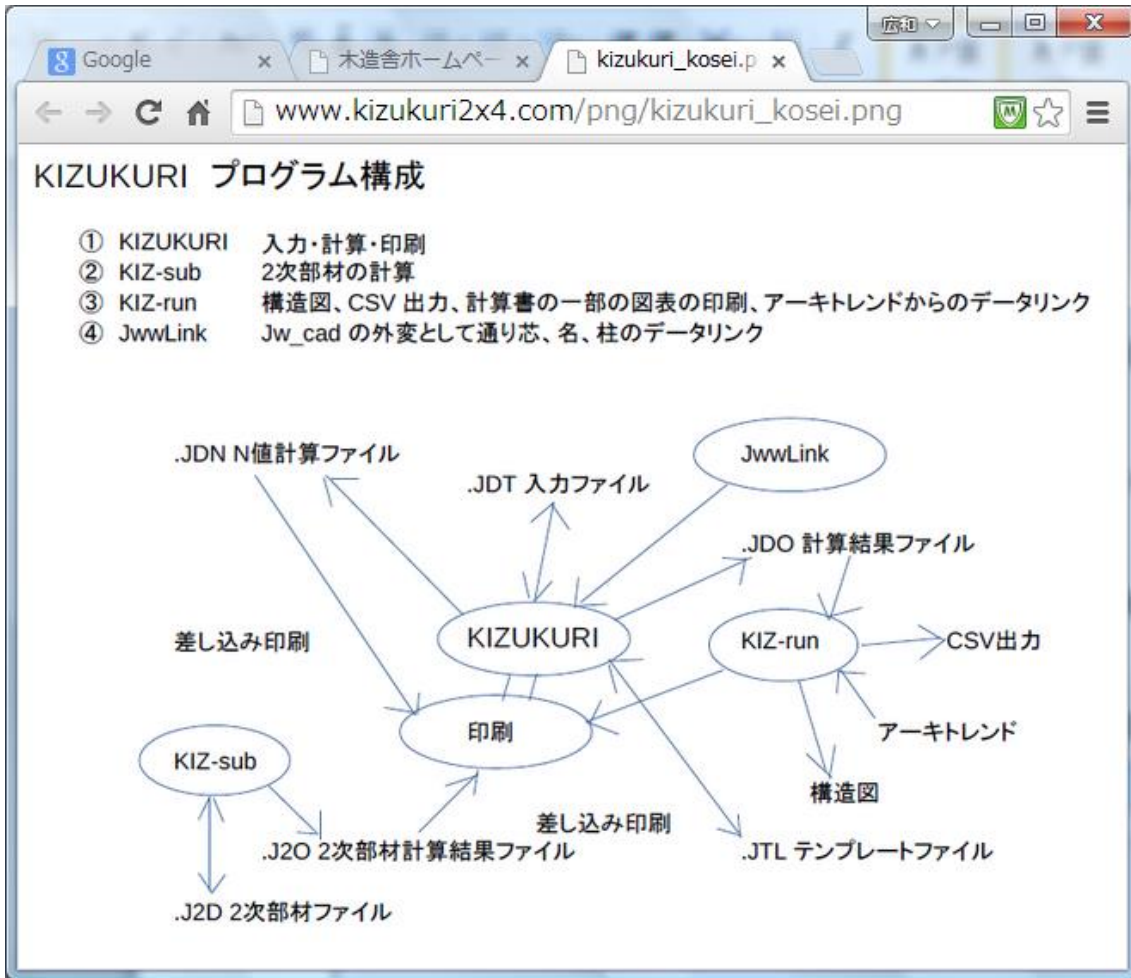 広和
Google
木造舎ホームペー
kizukuri_kosei.p
www.kizukuri2x4.com/png/kizukuri_kosei.png
KIZUKURI プログラム構成
① KIZUKURI 入力・計算・印刷
② KIZ-sub 2次部材の計算
③ KIZ-run 構造図、CSV 出力、計算書の一部の図表の印刷、アーキトレンドからのデータリンク
④ JwwLink Jw_cad の外変として通り芯、名、柱のデータリンク
.JDN N値計算ファイル
JwwLink
.JDT 入力ファイル
.JDO 計算結果ファイル
差し込み印刷
KIZUKURI
KIZ-run
CSV出力
印刷
アーキトレンド
KIZ-sub
構造図
差し込み印刷
.J2O 2次部材計算結果ファイル
.JTL テンプレートファイル
.J2D 2次部材ファイル